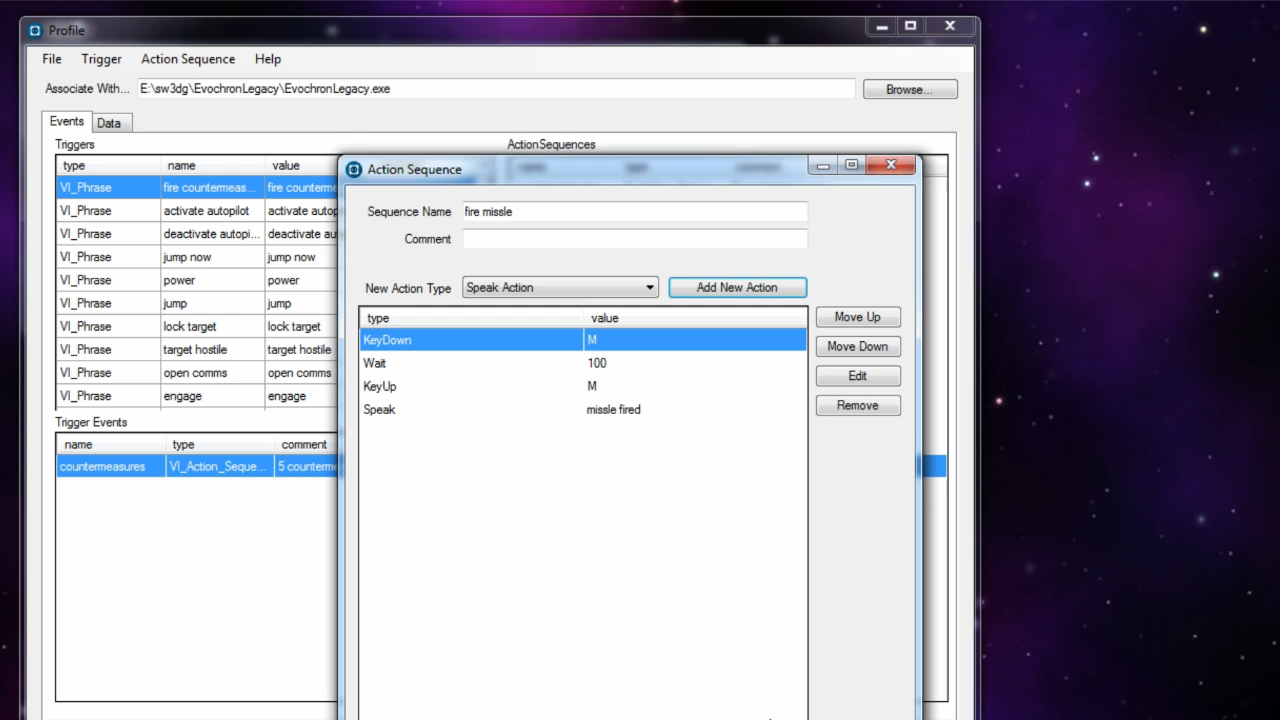 Profile
File Trigger Action Sequence Help
Associate With... E:\sw3dg\EvochronLegacy\EvochronLegacy.exe Browse...
Events Data
Triggers ActionSequences
type name value
VI_Phrase fire countermeas... fire counterme
VI_Phrase activate autopilot activate autop
VI_Phrase deactivate autopi... deactivate au
VI_Phrase jump now jump now
VI_Phrase power power
VI_Phrase jump jump
VI_Phrase lock target lock target
VI_Phrase target hostile target hostile
VI_Phrase open comms open comms
VI_Phrase engage engage
Trigger Events
name type comment
countermeasures VI_Action_Seque... 5 counterme
Action Sequence
Sequence Name fire missle
Comment
New Action Type Speak Action Add New Action
type value
KeyDown M
Wait 100
KeyUp M
Speak missle fired
Move Up
Move Down
Edit
Remove